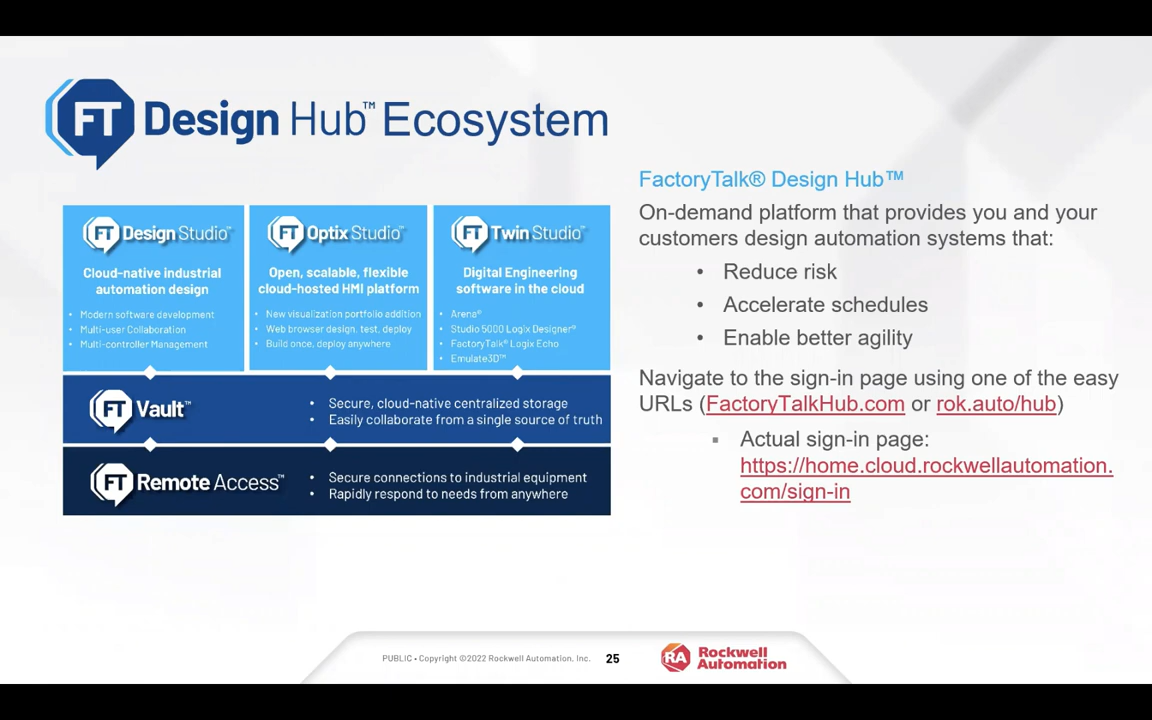 FT Design Hub™ Ecosystem
FT Design Studio™
Cloud-native industrial
automation design
• Modern software development
• Multi-user Collaboration
• Multi-controller Management
FT Optix Studio™
Open, scalable, flexible
cloud-hosted HMI platform
• New visualization portfolio addition
• Web browser design, test, deploy
• Build once, deploy anywhere
FT Twin Studio™
Digital Engineering
software in the cloud
• Arena®
• Studio 5000 Logix Designer®
• FactoryTalk® Logix Echo
• Emulate3D™
FT Vault™
• Secure, cloud-native centralized storage
• Easily collaborate from a single source of truth
FT Remote Access™
• Secure connections to industrial equipment
• Rapidly respond to needs from anywhere
FactoryTalk® Design Hub™
On-demand platform that provides you and your
customers design automation systems that:
• Reduce risk
• Accelerate schedules
• Enable better agility
Navigate to the sign-in page using one of the easy
URLs (FactoryTalkHub.com or rok.auto/hub)
▪ Actual sign-in page:
https://home.cloud.rockwellautomation.
com/sign-in
PUBLIC • Copyright ©2022 Rockwell Automation, Inc. 25
RA Rockwell
Automation